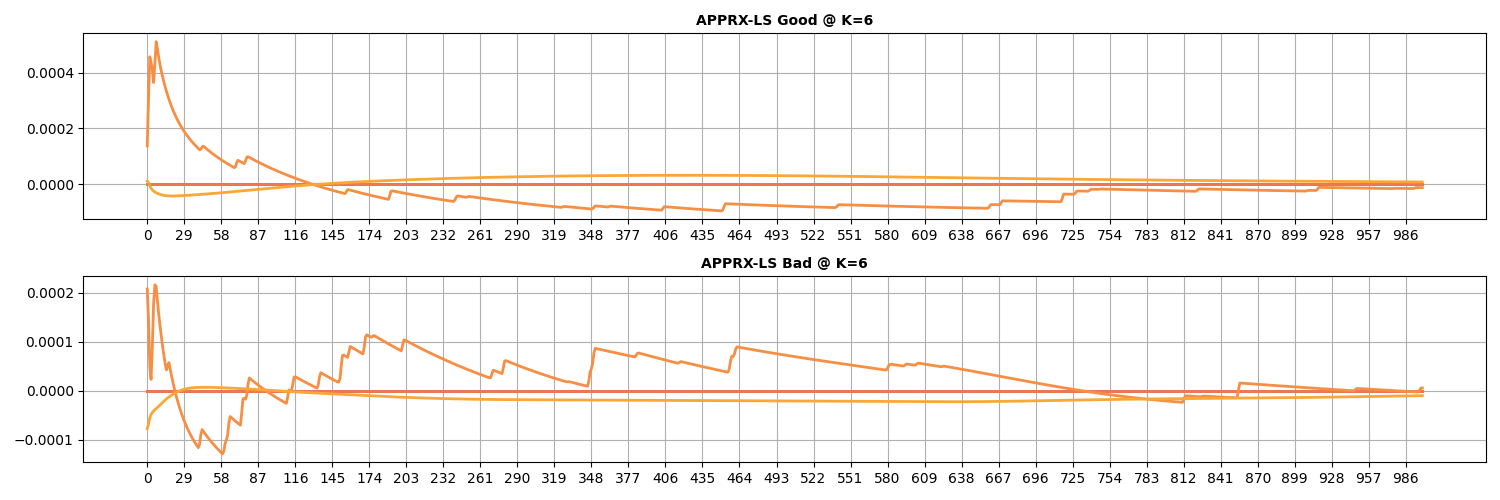 APPRX-LS Good @ K=6
0.0004
0.0002
0.0000
0 29 58 87 116 145 174 203 232 261 290 319 348 377 406 435 464 493 522 551 580 609 638 667 696 725 754 783 812 841 870 899 928 957 986
APPRX-LS Bad @ K=6
0.0002
0.0001
0.0000
−0.0001
0 29 58 87 116 145 174 203 232 261 290 319 348 377 406 435 464 493 522 551 580 609 638 667 696 725 754 783 812 841 870 899 928 957 986